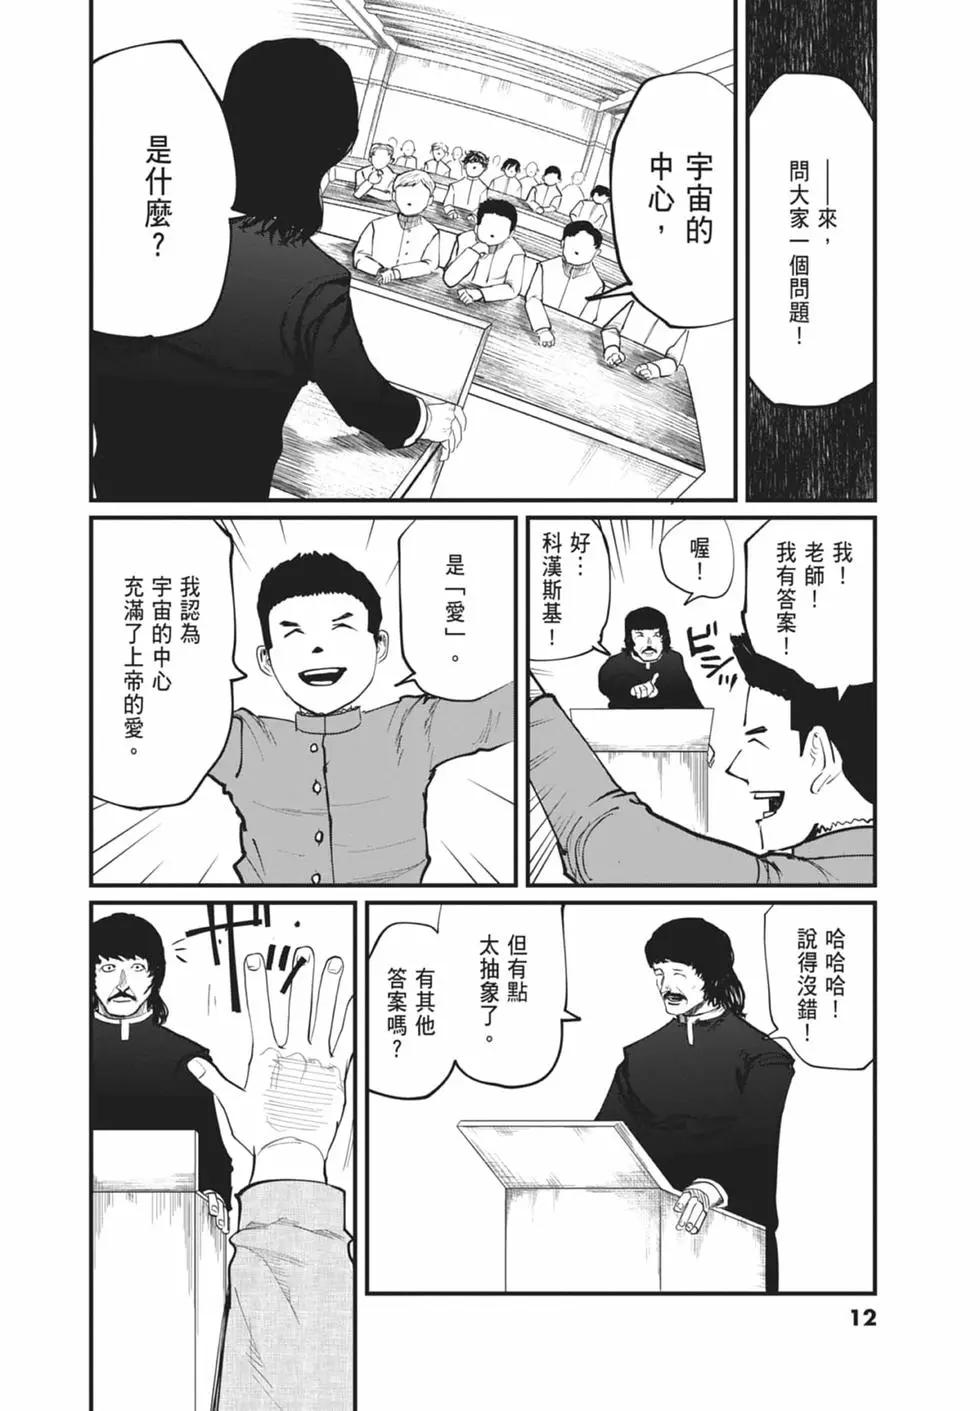 ——來，
問大家一個問題！
宇宙的
中心，
是什麼？
我！
老師！
我有答案！
喔！
好…
科漢斯基！
ビシッ
是「愛」。
我認為
宇宙的中心
充滿了上帝的愛。
哈哈哈！
說得沒錯！
但有點
太抽象了。
有其他
答案嗎？
12